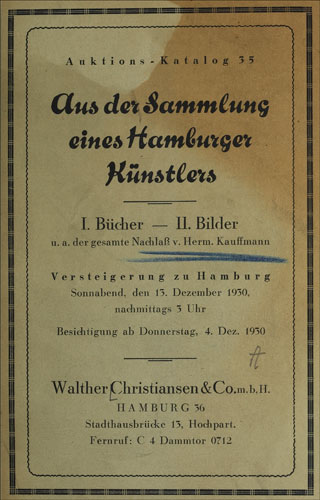 Auktions-Katalog 35
Aus der Sammlung
eines Hamburger
Künstlers
I. Bücher — II. Bilder
u. a. der gesamte Nachlaß v. Herm. Kauffmann
Versteigerung zu Hamburg
Sonnabend, den 13. Dezember 1930,
nachmittags 3 Uhr
Besichtigung ab Donnerstag, 4. Dez. 1930
Walther Christiansen & Co. m. b. H.
HAMBURG 36
Stadthausbrücke 13, Hochpart.
Fernruf: C 4 Dammtor 0712